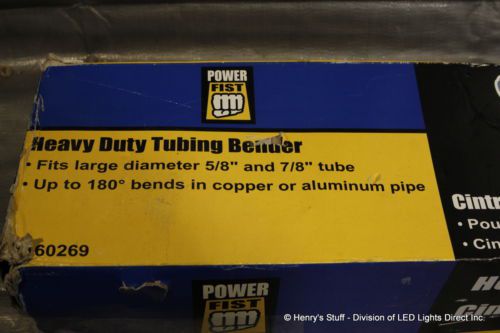 POWER
FIST
Heavy Duty Tubing Bender
• Fits large diameter 5/8" and 7/8" tube
• Up to 180° bends in copper or aluminum pipe
60269
Cintr
• Pou
• Cin
POWER
FIST
© Henry's Stuff - Division of LED Lights Direct Inc.